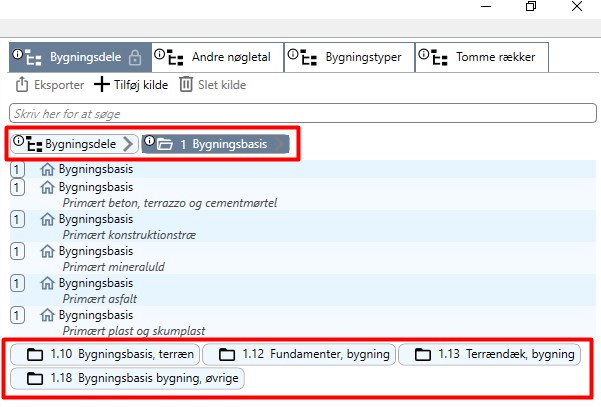 Bygningsdele Andre nøgletal Bygningstyper Tomme rækker
Eksporter Tilføj kilde Slet kilde
Skriv her for at søge
Bygningsdele 1 Bygningsbasis
1 Bygningsbasis
1 Bygningsbasis
Primært beton, terrazzo og cementmørtel
1 Bygningsbasis
Primært konstruktionstræ
1 Bygningsbasis
Primært mineraluld
1 Bygningsbasis
Primært asfalt
1 Bygningsbasis
Primært plast og skumplast
1.10 Bygningsbasis, terræn 1.12 Fundamenter, bygning 1.13 Terrændæk, bygning
1.18 Bygningsbasis bygning, øvrige